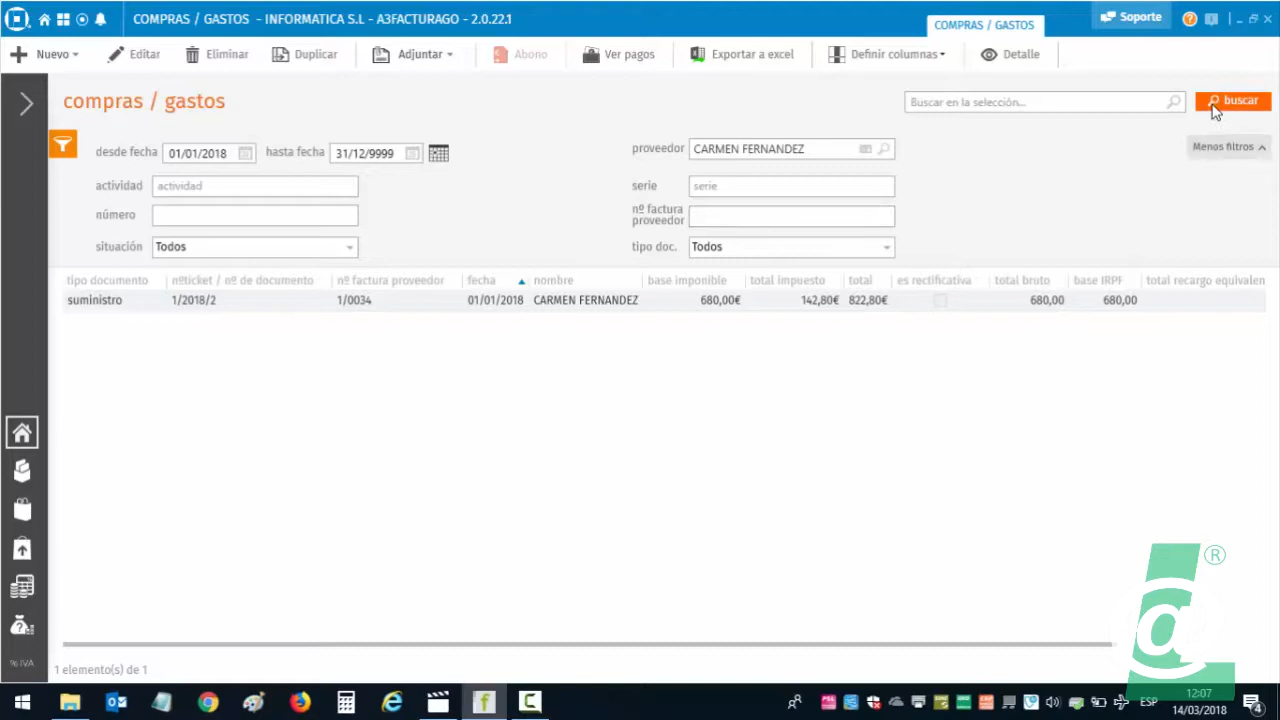 COMPRAS / GASTOS - INFORMATICA S.L - A3FACTURAGO - 2.0.22.1
COMPRAS / GASTOS
Soporte
Nuevo
Editar
Eliminar
Duplicar
Adjuntar
Abono
Ver pagos
Exportar a excel
Definir columnas
Detalle
compras / gastos
Buscar en la selección...
buscar
desde fecha 01/01/2018 hasta fecha 31/12/9999
proveedor CARMEN FERNANDEZ
Menos filtros
actividad actividad
serie serie
número
nº factura
proveedor
situación Todos
tipo doc. Todos
tipo documento nºticket / nº de documento nº factura proveedor fecha nombre base imponible total impuesto total es rectificativa total bruto base IRPF total recargo equivalen
suministro 1/2018/2 1/0034 01/01/2018 CARMEN FERNANDEZ 680,00€ 142,80€ 822,80€ 680,00 680,00
% IVA
1 elemento(s) de 1
@ ®
ESP
12:07
14/03/2018
4